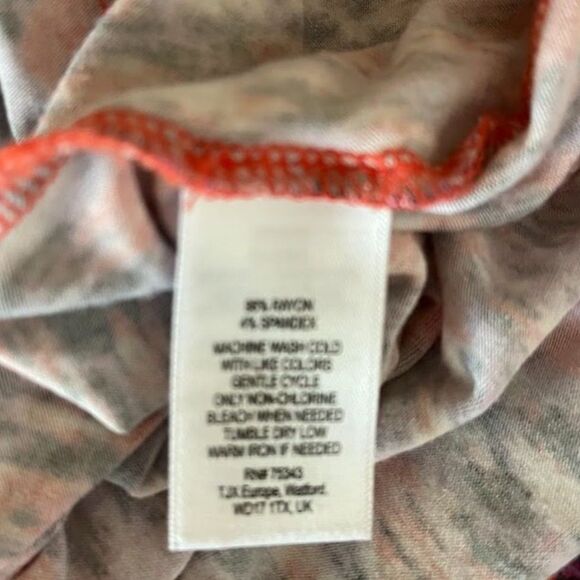 96% RAYON
4% SPANDEX
MACHINE WASH COLD
WITH LIKE COLORS
GENTLE CYCLE
ONLY NON-CHLORINE
BLEACH WHEN NEEDED
TUMBLE DRY LOW
WARM IRON IF NEEDED
RN# 75343
TJX Europe, Watford.
WD17 1TX, UK